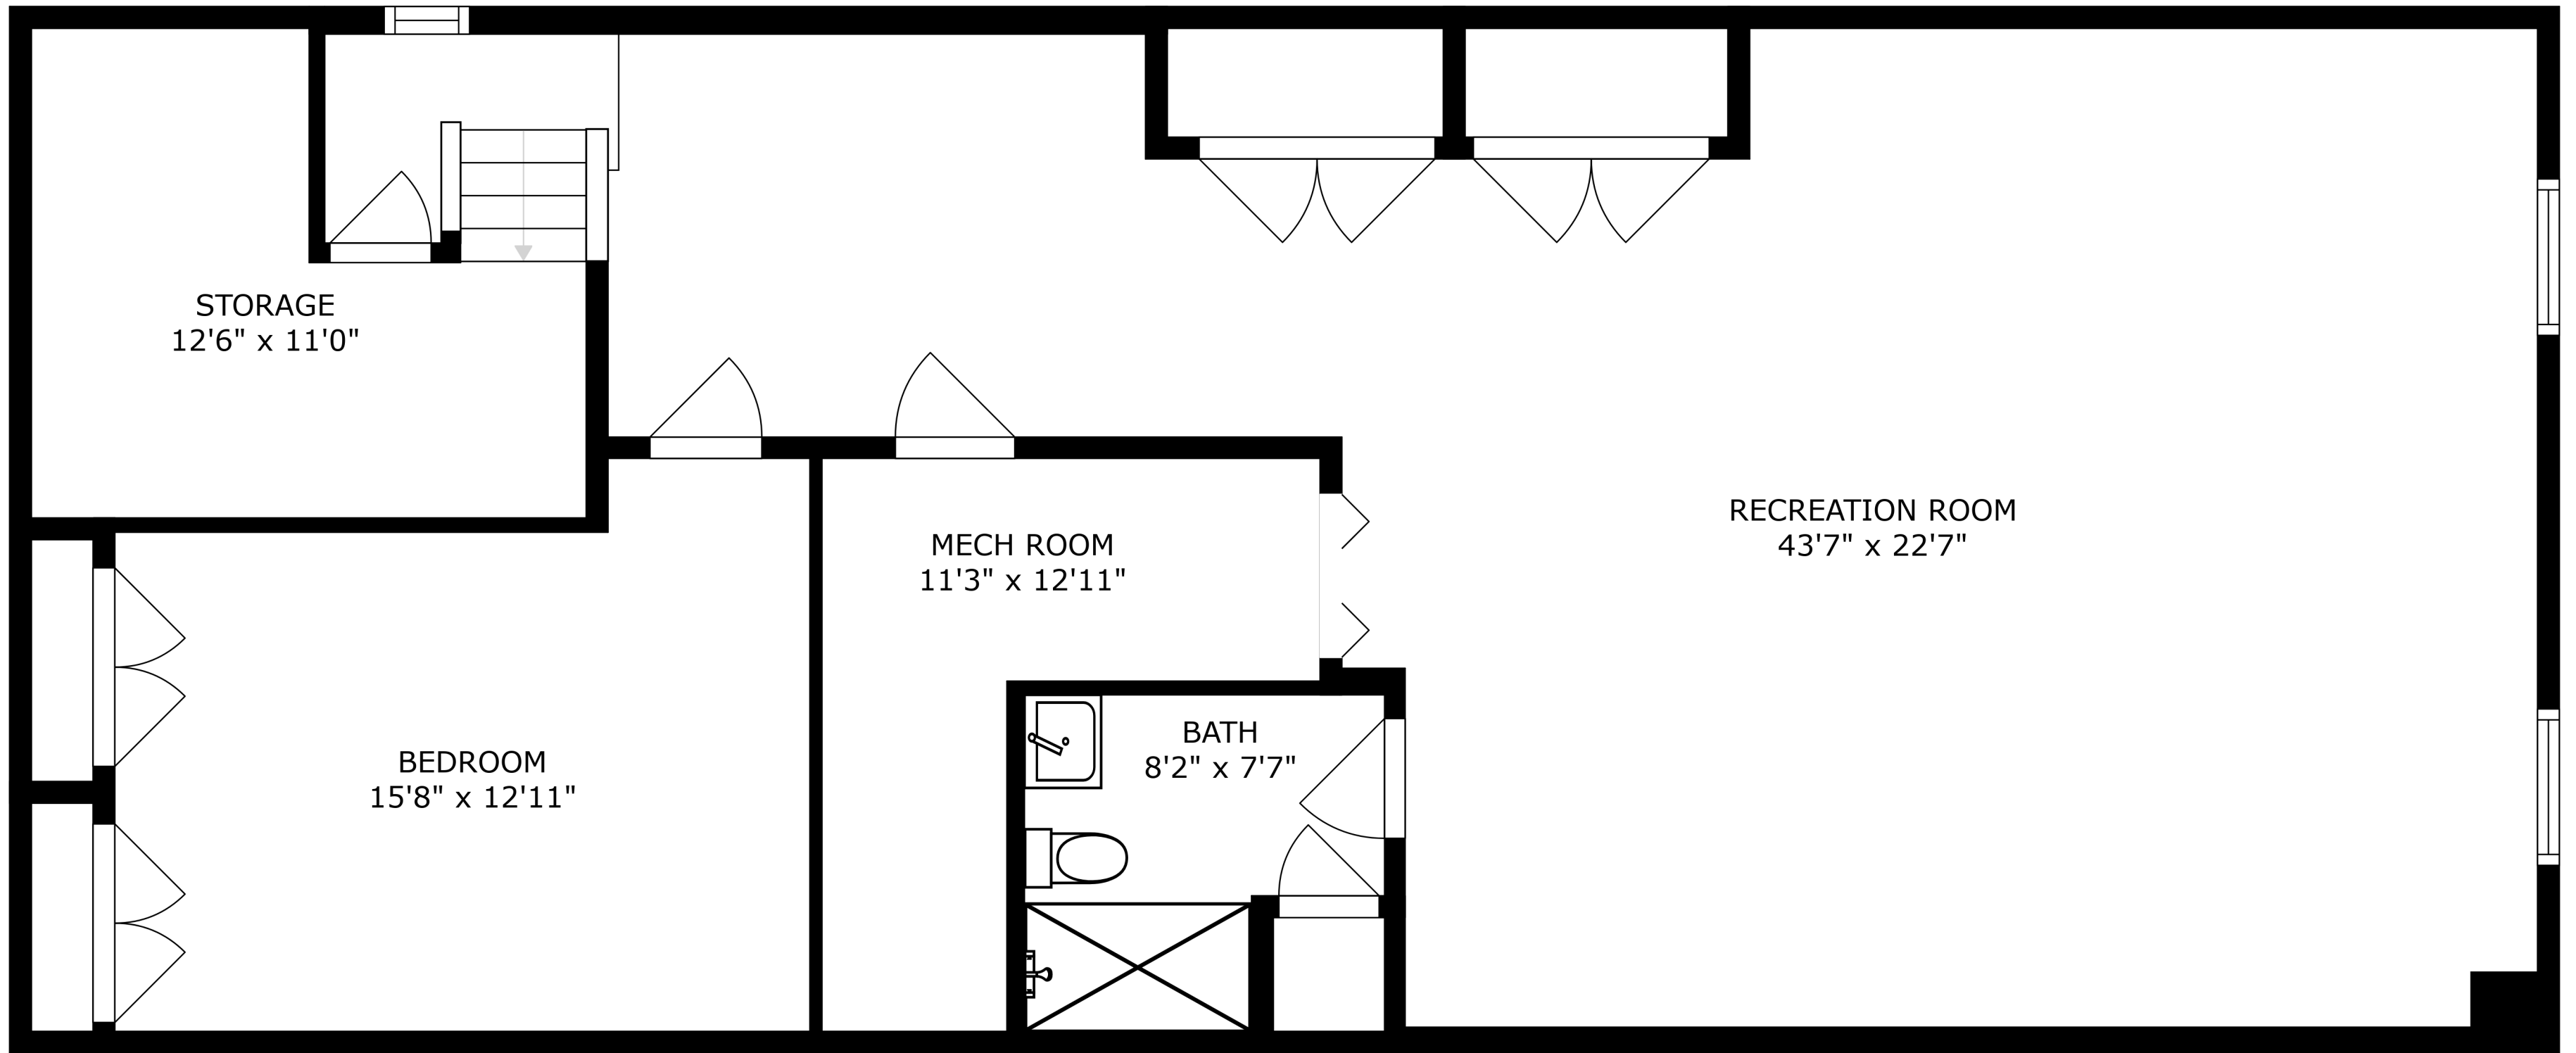 STORAGE
12'6" x 11'0"
RECREATION ROOM
43'7" x 22'7"
MECH ROOM
11'3" x 12'11"
BATH
8'2" x 7'7"
BEDROOM
15'8" x 12'11"